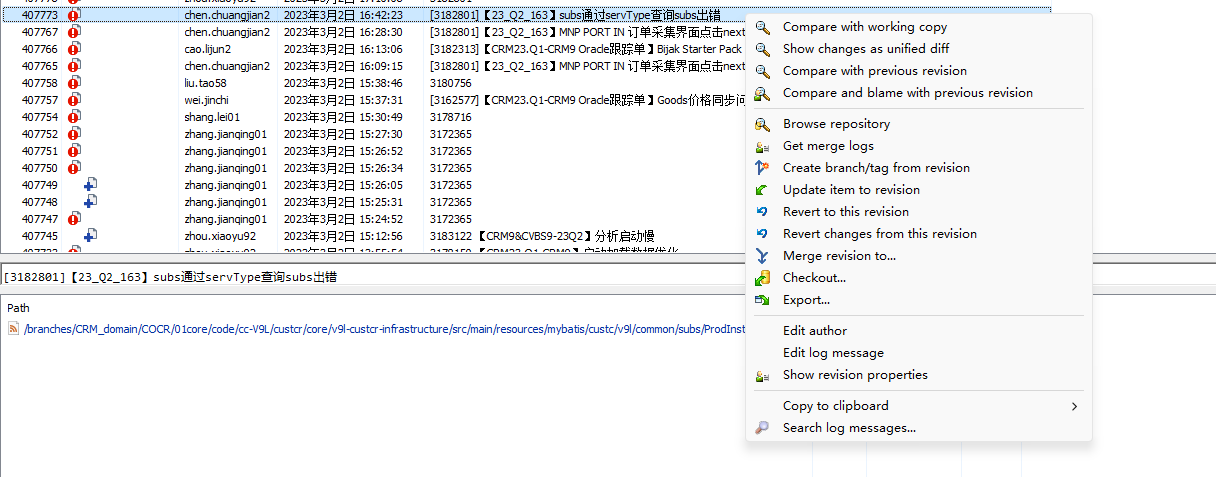 407773 chen.chuangjian2 2023年3月2日 16:42:23 [3182801]【23_Q2_163】subs通过servType查询subs出错
407767 chen.chuangjian2 2023年3月2日 16:28:30 [3182801]【23_Q2_163】MNP PORT IN 订单采集界面点击next
407766 cao.lijun2 2023年3月2日 16:13:06 [3182313]【CRM23.Q1-CRM9 Oracle跟踪单】Bijak Starter Pack
407765 chen.chuangjian2 2023年3月2日 16:09:15 [3182801]【23_Q2_163】MNP PORT IN 订单采集界面点击next
407758 liu.tao58 2023年3月2日 15:38:46 3180756
407757 wei.jinchi 2023年3月2日 15:37:31 [3162577]【CRM23.Q1-CRM9 Oracle跟踪单】Goods价格同步问
407754 shang.lei01 2023年3月2日 15:30:49 3178716
407752 zhang.jianqing01 2023年3月2日 15:27:30 3172365
407751 zhang.jianqing01 2023年3月2日 15:26:52 3172365
407750 zhang.jianqing01 2023年3月2日 15:26:34 3172365
407749 zhang.jianqing01 2023年3月2日 15:26:05 3172365
407748 zhang.jianqing01 2023年3月2日 15:25:31 3172365
407747 zhang.jianqing01 2023年3月2日 15:24:52 3172365
407745 zhou.xiaoyu92 2023年3月2日 15:12:56 3183122【CRM9&CVBS9-23Q2】分析启动慢
[3182801]【23_Q2_163】subs通过servType查询subs出错
Path
/branches/CRM_domain/COCR/01core/code/cc-V9L/custcr/core/v9l-custcr-infrastructure/src/main/resources/mybatis/custc/v9l/common/subs/ProdInst
Compare with working copy
Show changes as unified diff
Compare with previous revision
Compare and blame with previous revision
Browse repository
Get merge logs
Create branch/tag from revision
Update item to revision
Revert to this revision
Revert changes from this revision
Merge revision to...
Checkout...
Export...
Edit author
Edit log message
Show revision properties
Copy to clipboard
Search log messages...